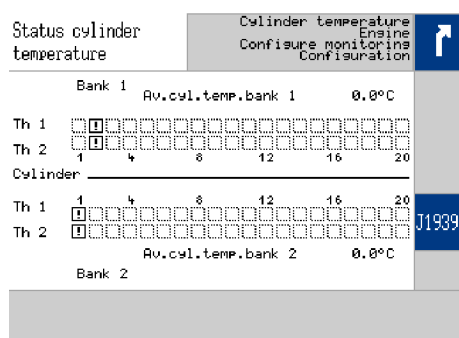 Status cylinder
temperature
Cylinder temperature
Engine
Configure monitoring
Configuration
Bank 1
Av.cyl.temp.bank 1 0.0°C
Th 1 !
Th 2 !
1 4 8 12 16 20
Cylinder
1 4 8 12 16 20
Th 1 !
Th 2 !
J1939
Av.cyl.temp.bank 2 0.0°C
Bank 2